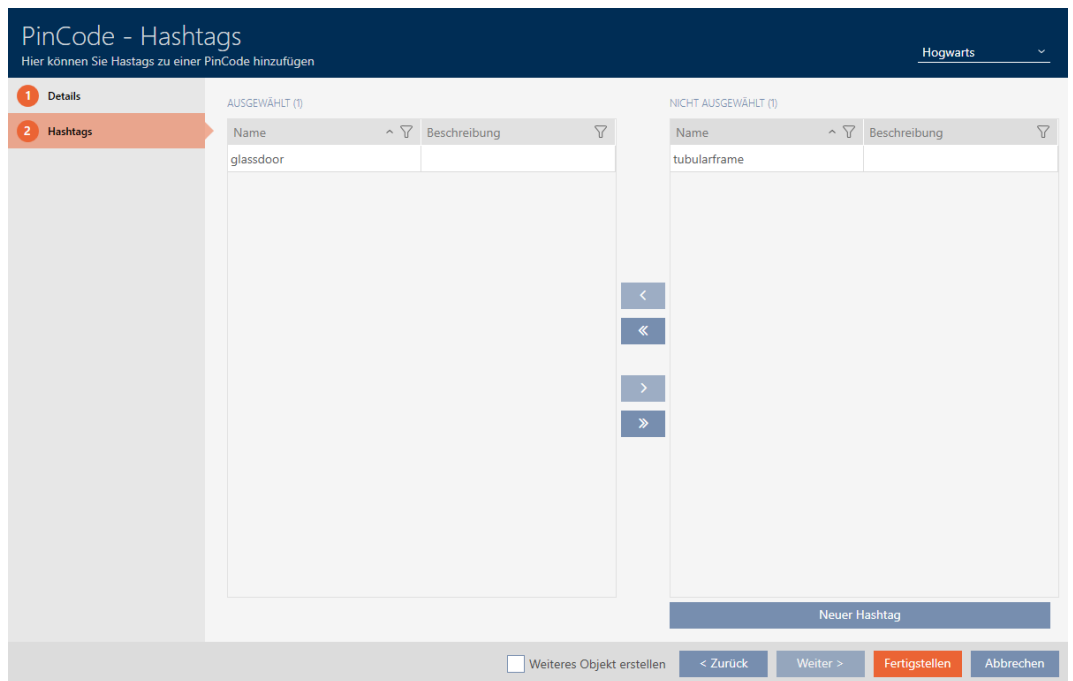 PinCode - Hashtags
Hier können Sie Hastags zu einer PinCode hinzufügen
Hogwarts
1 Details
2 Hashtags
AUSGEWÄHLT (1)
Name Beschreibung
glassdoor
NICHT AUSGEWÄHLT (1)
Name Beschreibung
tubularframe
<
«
>
»
Neuer Hashtag
Weiteres Objekt erstellen < Zurück Weiter > Fertigstellen Abbrechen